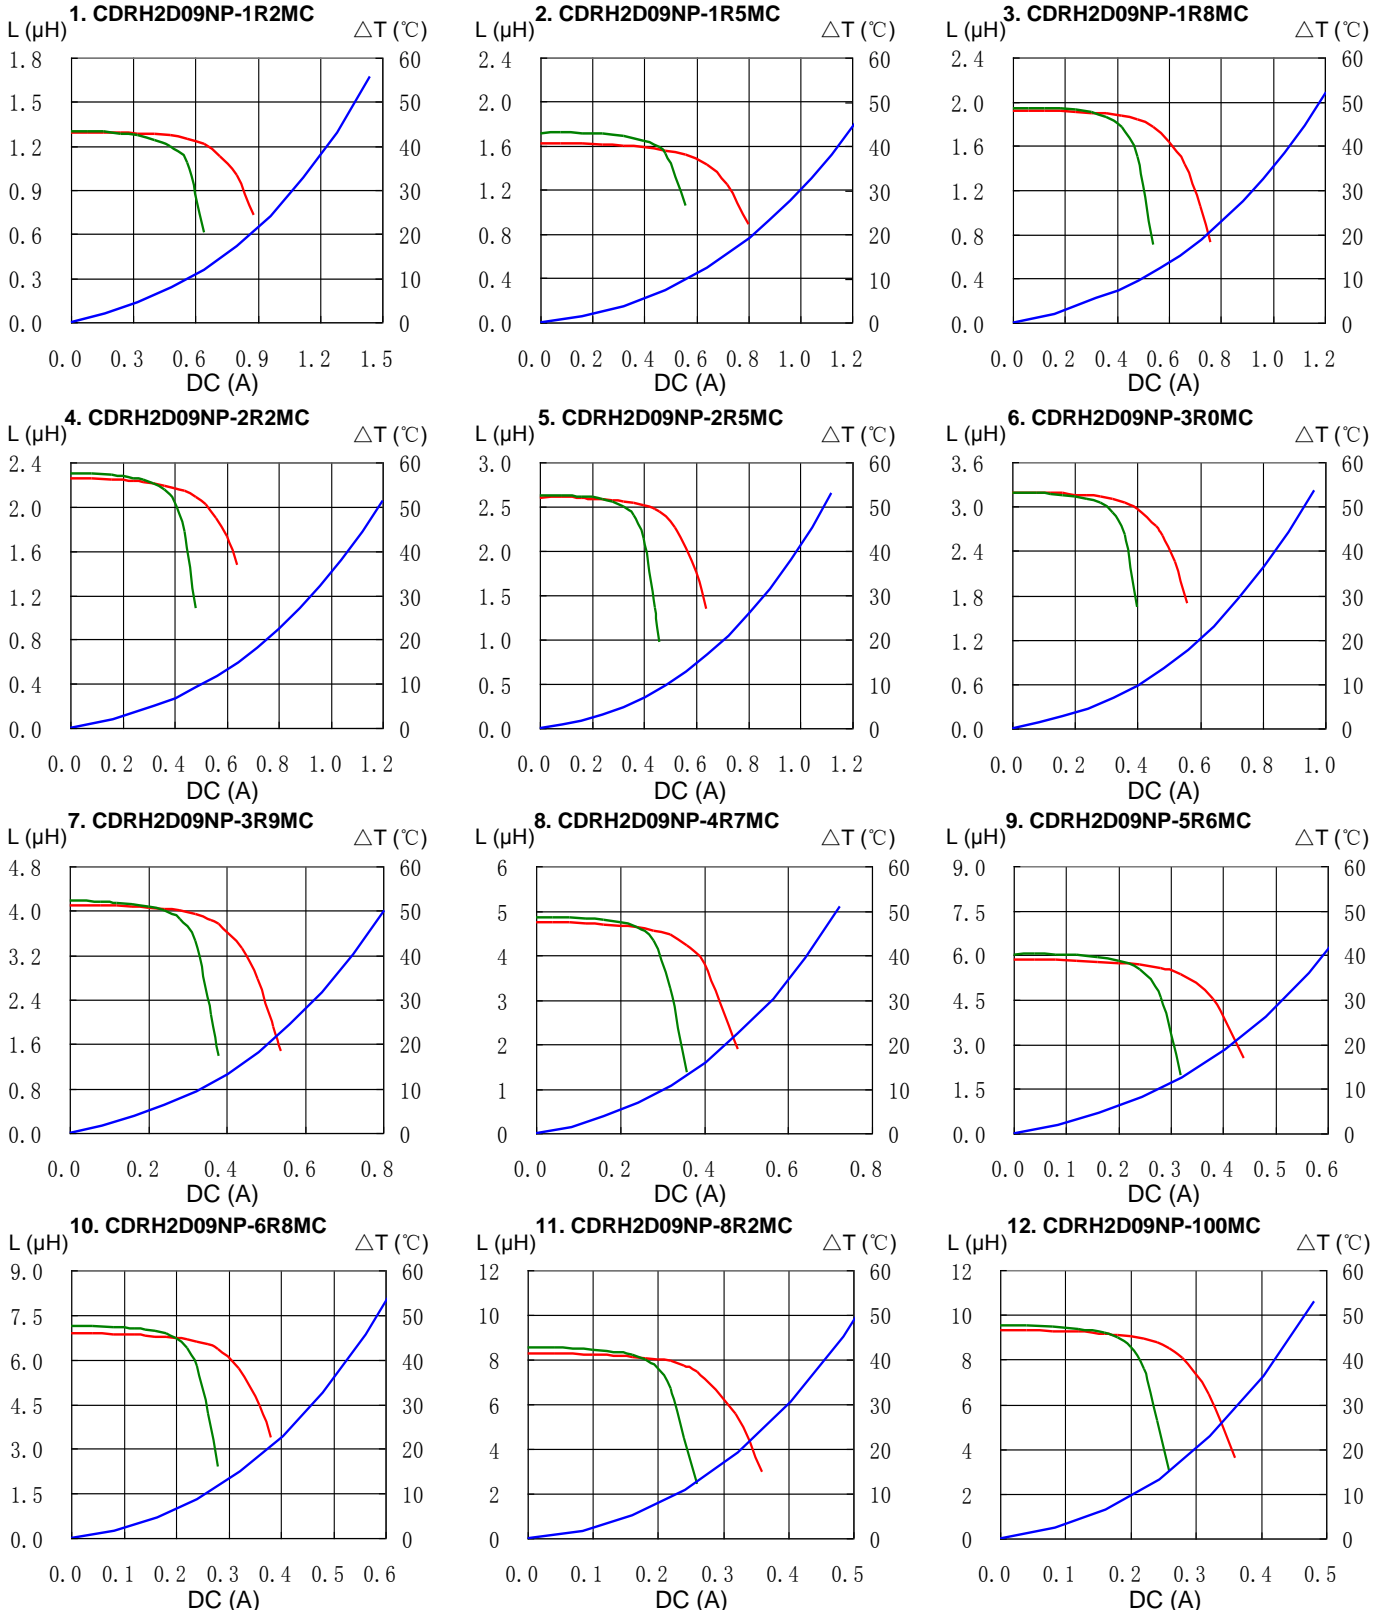 1. CDRH2D09NP-1R2MC
L (µH) △T (℃)
1.8 60
1.5 50
1.2 40
0.9 30
0.6 20
0.3 10
0.0 0
0.0 0.3 0.6 0.9 1.2 1.5
DC (A)
2. CDRH2D09NP-1R5MC
L (µH) △T (℃)
2.4 60
2.0 50
1.6 40
1.2 30
0.8 20
0.4 10
0.0 0
0.0 0.2 0.4 0.6 0.8 1.0 1.2
DC (A)
3. CDRH2D09NP-1R8MC
L (µH) △T (℃)
2.4 60
2.0 50
1.6 40
1.2 30
0.8 20
0.4 10
0.0 0
0.0 0.2 0.4 0.6 0.8 1.0 1.2
DC (A)
4. CDRH2D09NP-2R2MC
L (µH) △T (℃)
2.4 60
2.0 50
1.6 40
1.2 30
0.8 20
0.4 10
0.0 0
0.0 0.2 0.4 0.6 0.8 1.0 1.2
DC (A)
5. CDRH2D09NP-2R5MC
L (µH) △T (℃)
3.0 60
2.5 50
2.0 40
1.5 30
1.0 20
0.5 10
0.0 0
0.0 0.2 0.4 0.6 0.8 1.0 1.2
DC (A)
6. CDRH2D09NP-3R0MC
L (µH) △T (℃)
3.6 60
3.0 50
2.4 40
1.8 30
1.2 20
0.6 10
0.0 0
0.0 0.2 0.4 0.6 0.8 1.0
DC (A)
7. CDRH2D09NP-3R9MC
L (µH) △T (℃)
4.8 60
4.0 50
3.2 40
2.4 30
1.6 20
0.8 10
0.0 0
0.0 0.2 0.4 0.6 0.8
DC (A)
8. CDRH2D09NP-4R7MC
L (µH) △T (℃)
6 60
5 50
4 40
3 30
2 20
1 10
0 0
0.0 0.2 0.4 0.6 0.8
DC (A)
9. CDRH2D09NP-5R6MC
L (µH) △T (℃)
9.0 60
7.5 50
6.0 40
4.5 30
3.0 20
1.5 10
0.0 0
0.0 0.1 0.2 0.3 0.4 0.5 0.6
DC (A)
10. CDRH2D09NP-6R8MC
L (µH) △T (℃)
9.0 60
7.5 50
6.0 40
4.5 30
3.0 20
1.5 10
0.0 0
0.0 0.1 0.2 0.3 0.4 0.5 0.6
DC (A)
11. CDRH2D09NP-8R2MC
L (µH) △T (℃)
12 60
10 50
8 40
6 30
4 20
2 10
0 0
0.0 0.1 0.2 0.3 0.4 0.5
DC (A)
12. CDRH2D09NP-100MC
L (µH) △T (℃)
12 60
10 50
8 40
6 30
4 20
2 10
0 0
0.0 0.1 0.2 0.3 0.4 0.5
DC (A)